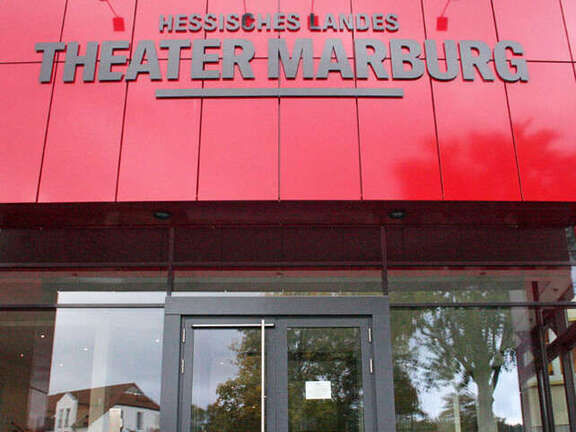 HESSISCHES LANDES
THEATER MARBURG